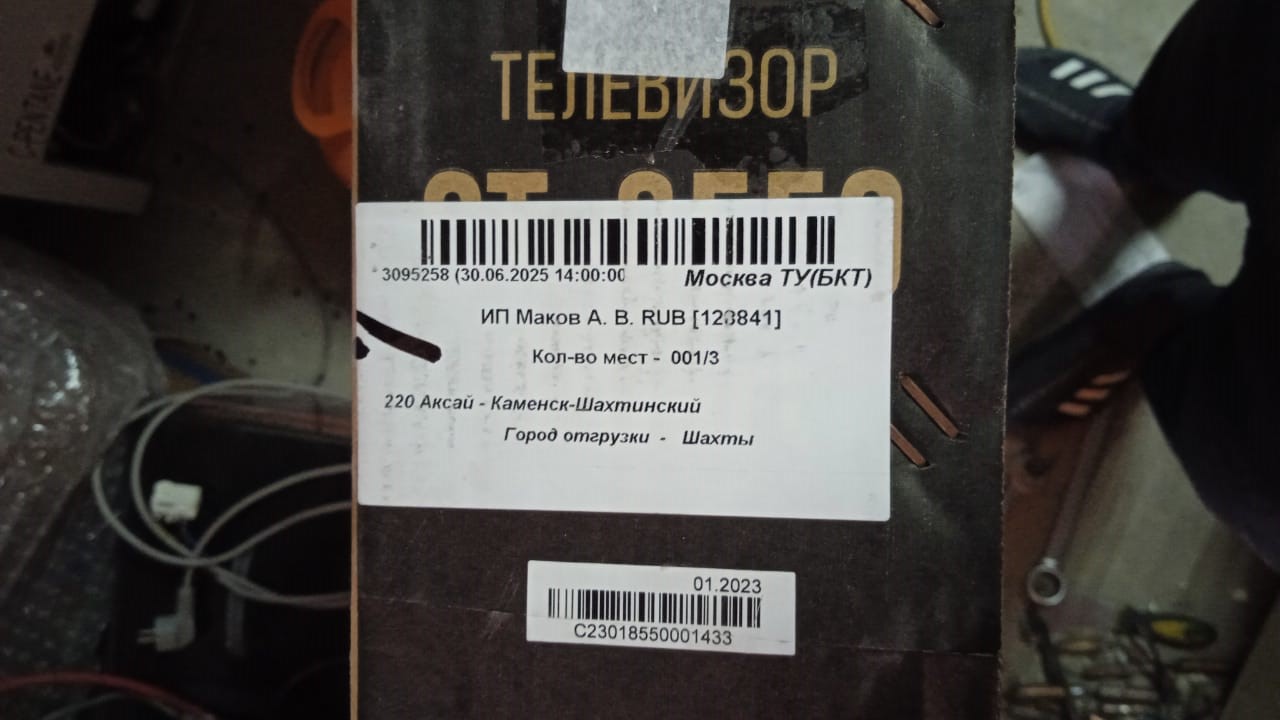 ТЕЛЕВИЗОР
3095258 (30.06.2025 14:00:00
Москва ТУ(БКТ)
ИП Маков А. В. RUB [123841]
Кол-во мест - 001/3
220 Аксай - Каменск-Шахтинский
Город отгрузки - Шахты
01.2023
C23018550001433